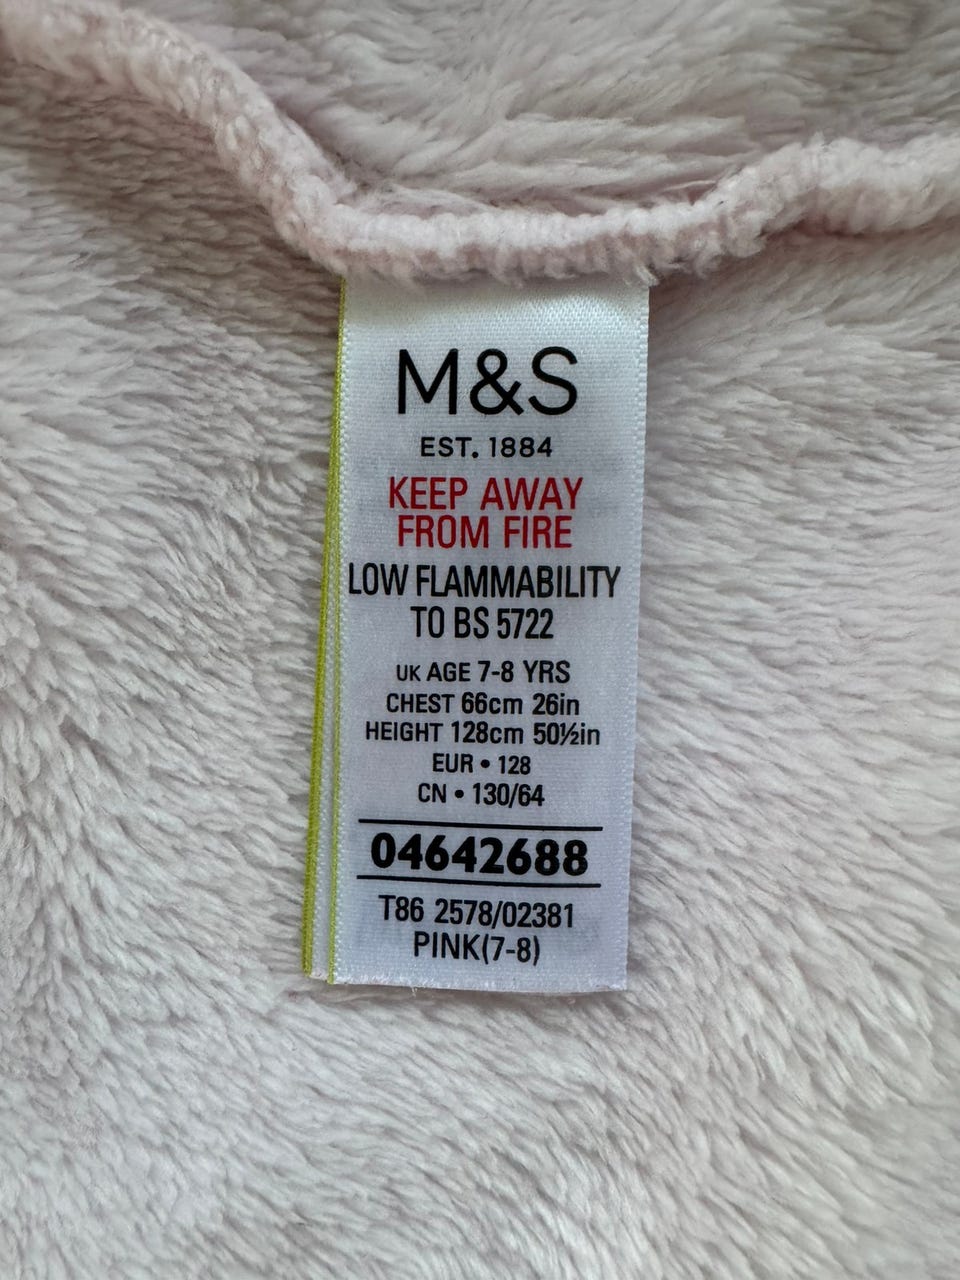 M&S
EST. 1884
KEEP AWAY
FROM FIRE
LOW FLAMMABILITY
TO BS 5722
UK AGE 7-8 YRS
CHEST 66cm 26in
HEIGHT 128cm 50½in
EUR • 128
CN • 130/64
04642688
T86 2578/02381
PINK(7-8)